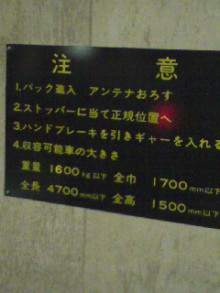 注意
1.バック進入 アンテナおろす
2.ストッパーに当て正規位置へ
3.ハンドブレーキを引きギャーを入れる
4.収容可能車の大きさ
重量 1600kg以下 全巾 1700mm以下
全長 4700mm以下 全高 1500mm以下